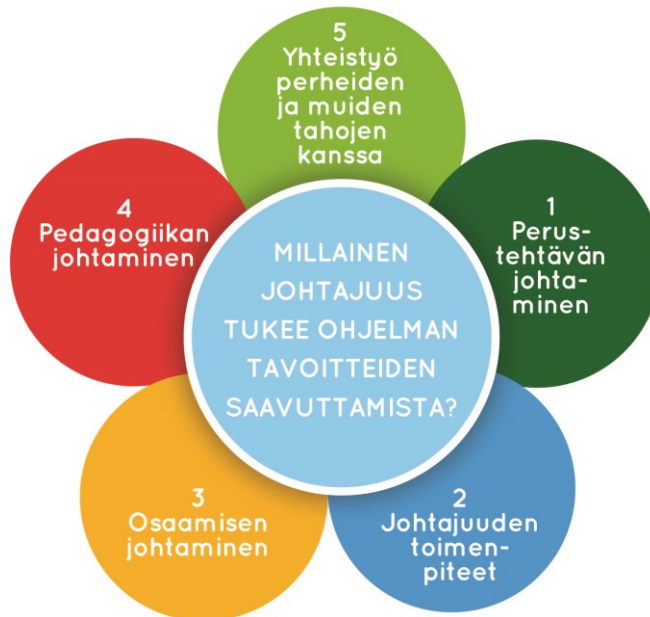 MILLAINEN
JOHTAJUUS
TUKEE OHJELMAN
TAVOITTEIDEN
SAAVUTTAMISTA?
1
Perus-
tehtävän
johta-
minen
2
Johtajuuden
toimen-
piteet
3
Osaamisen
johtaminen
4
Pedagogiikan
johtaminen
5
Yhteistyö
perheiden
ja muiden
tahojen
kanssa